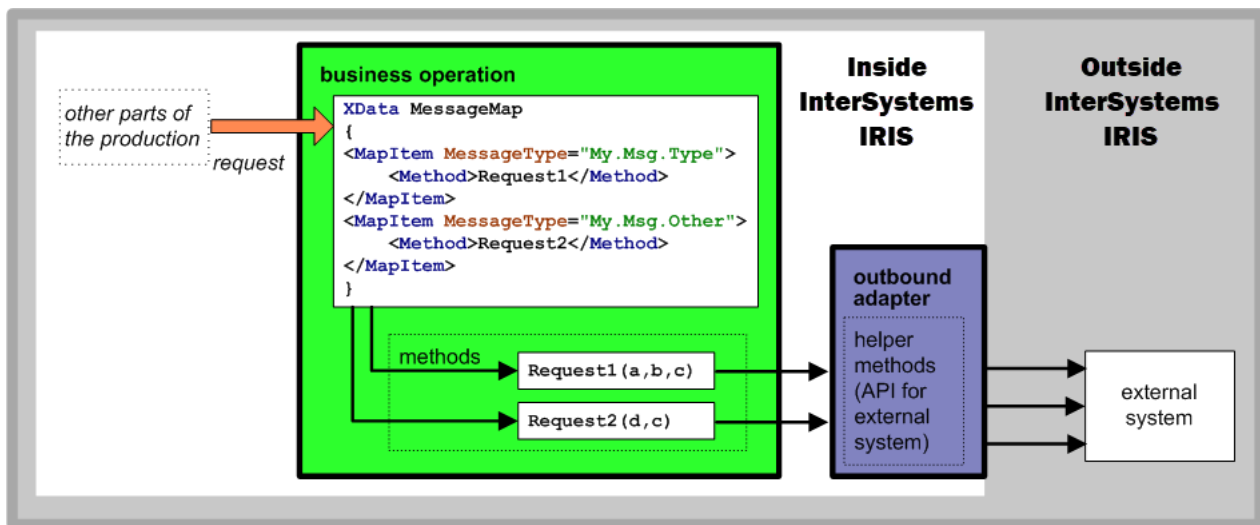 other parts of
the production
request
business operation
XData MessageMap
{
<MapItem MessageType="My.Msg.Type">
    <Method>Request1</Method>
</MapItem>
<MapItem MessageType="My.Msg.Other">
    <Method>Request2</Method>
</MapItem>
}
methods
Request1(a,b,c)
Request2(d,c)
Inside
InterSystems
IRIS
outbound
adapter
helper
methods
(API for
external
system)
Outside
InterSystems
IRIS
external
system